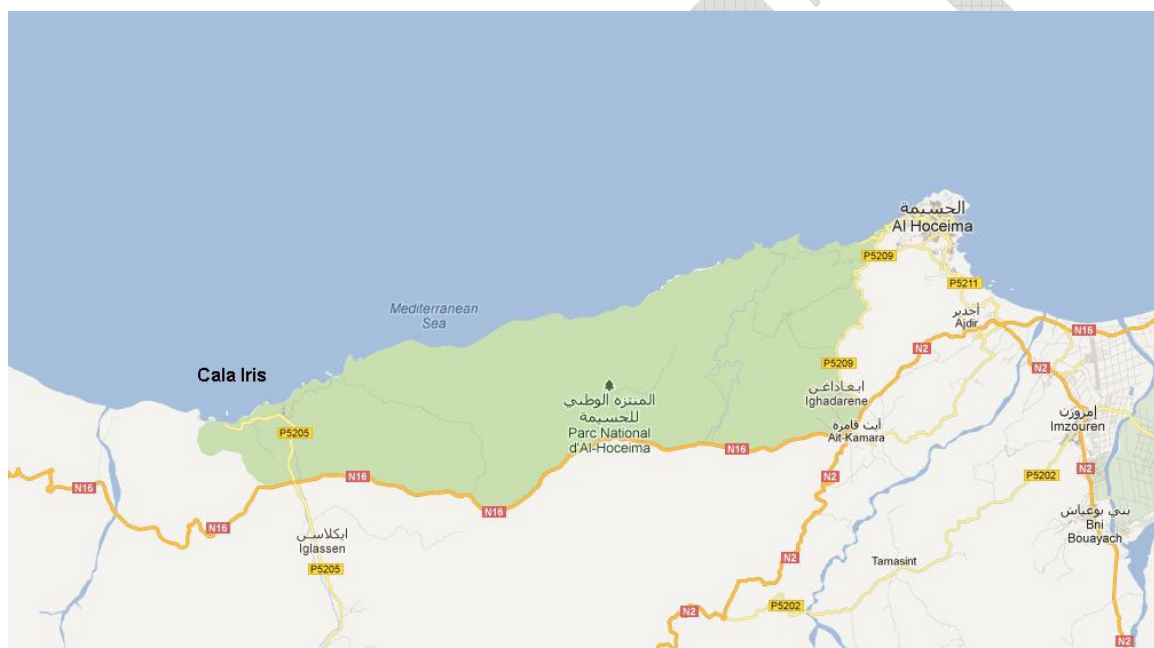 الحسيمة
Al Hoceima
P5209
P5211
Mediterranean
Sea
أجدير
Ajdir
N16
N2
N2
P5209
Cala Iris
ابغاداغن
Ighadarene
المنتزه الوطني
للحسيمة
Parc National
d'Al-Hoceima
إمزورن
Imzouren
أيت قامرة
Ait-Kamara
P5205
N16
N16
N2
N2
P5202
N16
N16
N16
بني بوعياش
Bni
Bouayach
ايكلاسن
Iglassen
P5205
N2
Tamasint
N2
P5202
N2